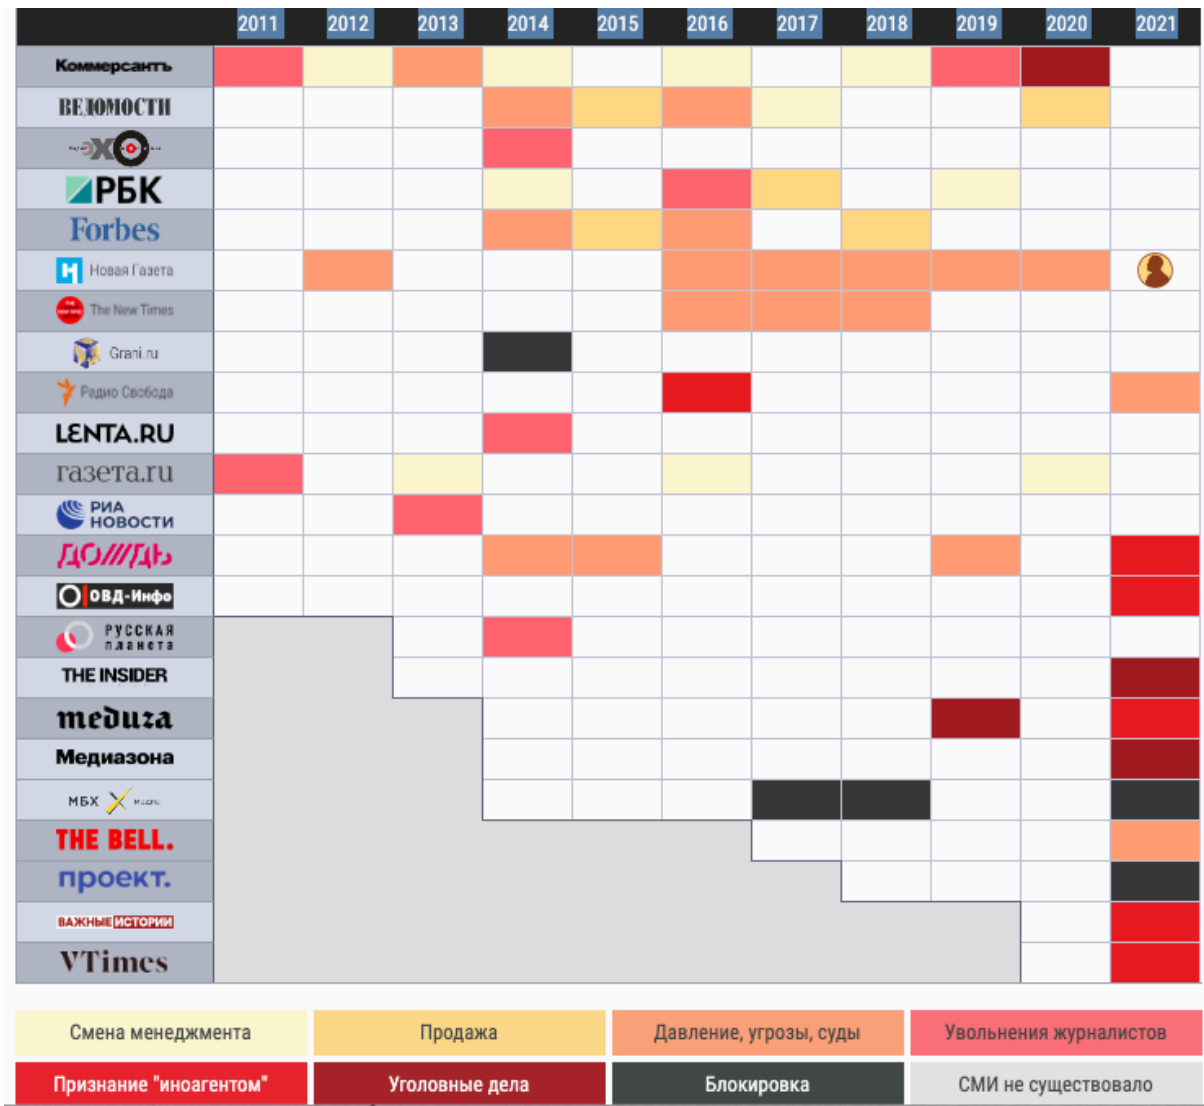 2011 2012 2013 2014 2015 2016 2017 2018 2019 2020 2021
Коммерсантъ
ВЕДОМОСТИ
РБК
Forbes
Новая Газета
The New Times
Grani.ru
Радио Свобода
LENTA.RU
газета.ru
РИА
НОВОСТИ
ДОЖДЬ
ОВД-Инфо
РУССКАЯ
планета
THE INSIDER
meduza
Медиазона
МБХ
THE BELL.
проект.
ВАЖНЫЕ ИСТОРИИ
VTimes
Смена менеджмента Продажа Давление, угрозы, суды Увольнения журналистов
Признание "иноагентом" Уголовные дела Блокировка СМИ не существовало